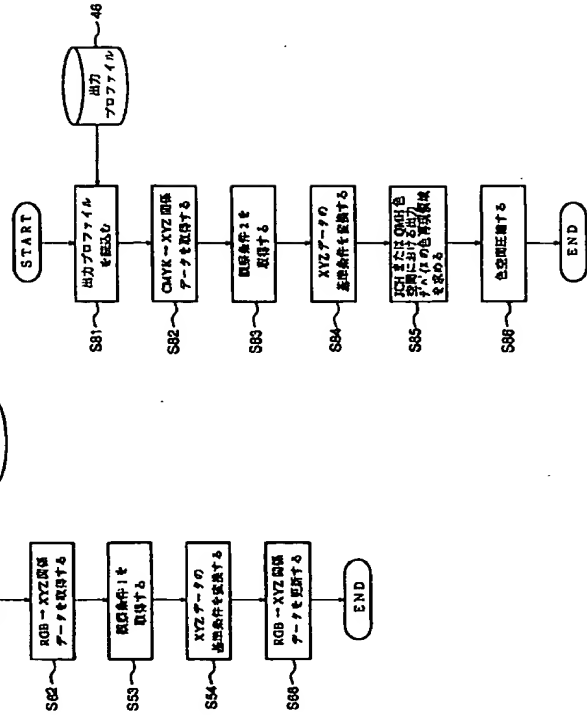 START
46
出力
プロファイル
S81
出力プロファイル
を読込む
S82
CMYK→XYZ関係
データを取得する
S83
観察条件2を
取得する
S84
XYZデータの
基準条件を変換する
S85
JCHまたはQMH色
空間における出力
デバイスの色再現領域
を求める
S86
色空間圧縮する
END
S62
RGB→XYZ関係
データを取得する
S53
観察条件1を
取得する
S54
XYZデータの
基準条件を変換する
S66
RGB→XYZ関係
データを更新する
END